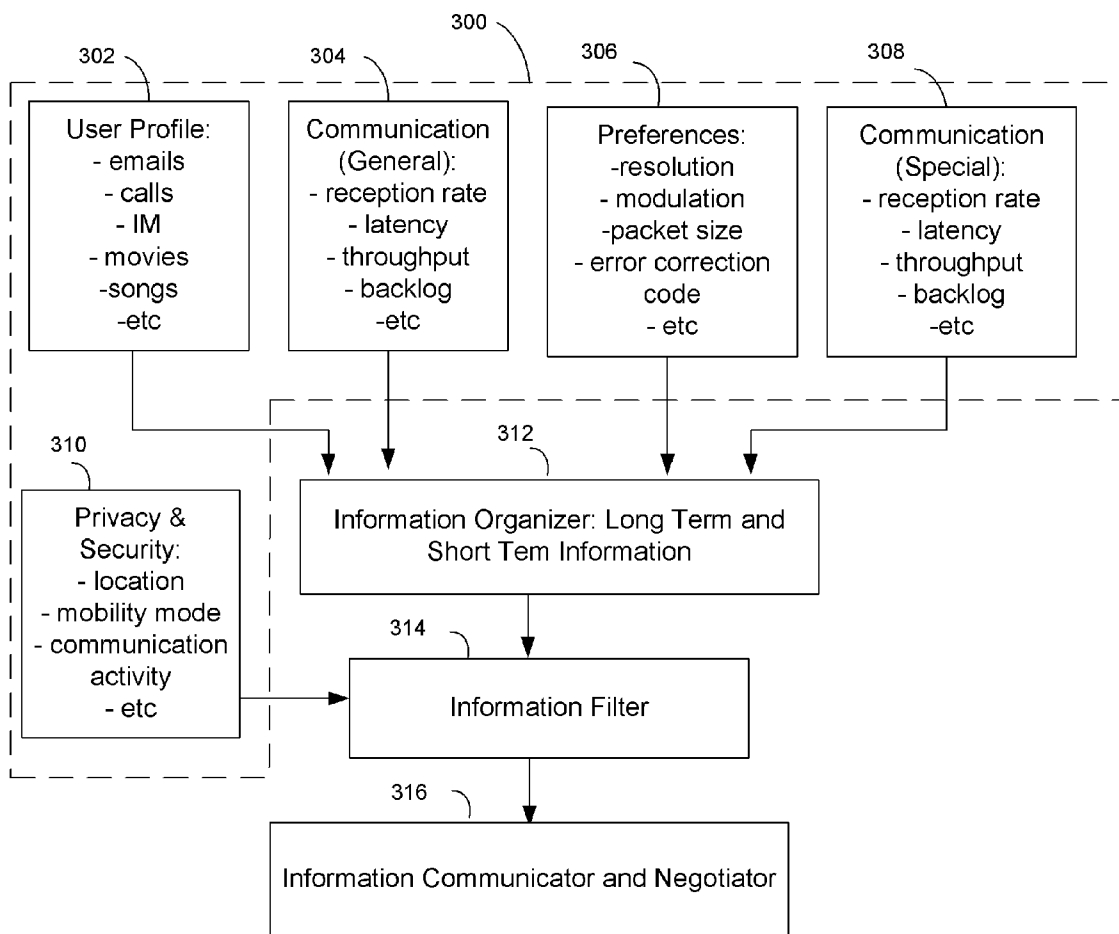 300
302
304
306
308
User Profile:
- emails
- calls
- IM
- movies
-songs
-etc
Communication
(General):
- reception rate
- latency
- throughput
- backlog
-etc
Preferences:
-resolution
- modulation
-packet size
- error correction
code
- etc
Communication
(Special):
- reception rate
- latency
- throughput
- backlog
-etc
310
Privacy &
Security:
- location
- mobility mode
- communication
activity
- etc
312
Information Organizer: Long Term and
Short Tem Information
314
Information Filter
316
Information Communicator and Negotiator